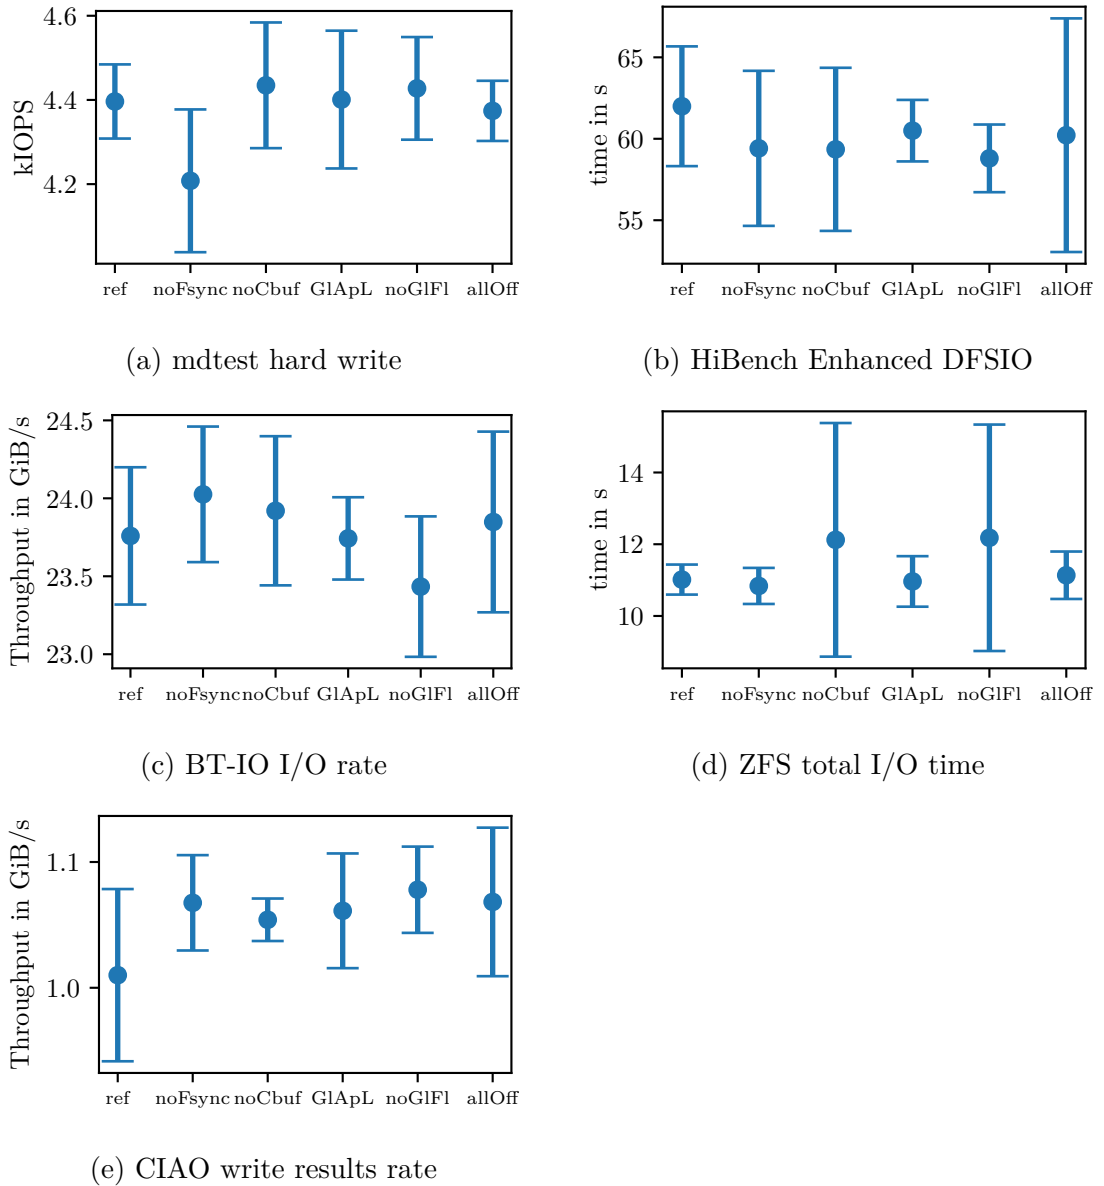 4.6
4.4
4.2
kIOPS
ref noFsync noCbuf GlApL noGlFl allOff
(a) mdtest hard write
65
60
55
time in s
ref noFsync noCbuf GlApL noGlFl allOff
(b) HiBench Enhanced DFSIO
24.5
24.0
23.5
23.0
Throughput in GiB/s
ref noFsync noCbuf GlApL noGlFl allOff
(c) BT-IO I/O rate
14
12
10
time in s
ref noFsync noCbuf GlApL noGlFl allOff
(d) ZFS total I/O time
1.1
1.0
Throughput in GiB/s
ref noFsync noCbuf GlApL noGlFl allOff
(e) CIAO write results rate